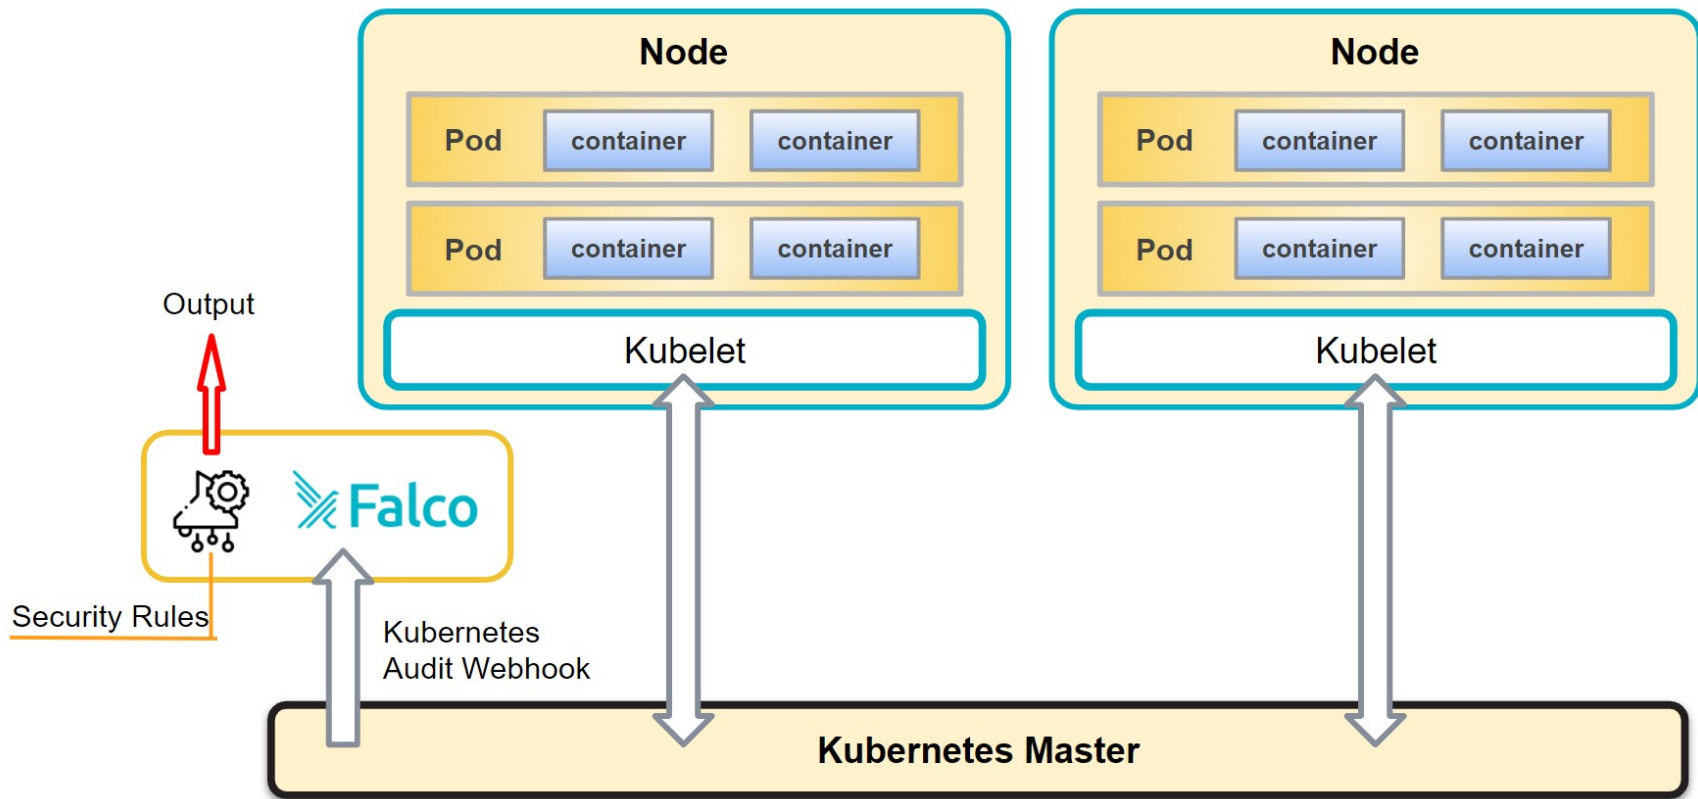 Node
Pod container container
Pod container container
Kubelet
Node
Pod container container
Pod container container
Kubelet
Output
Falco
Security Rules
Kubernetes
Audit Webhook
Kubernetes Master